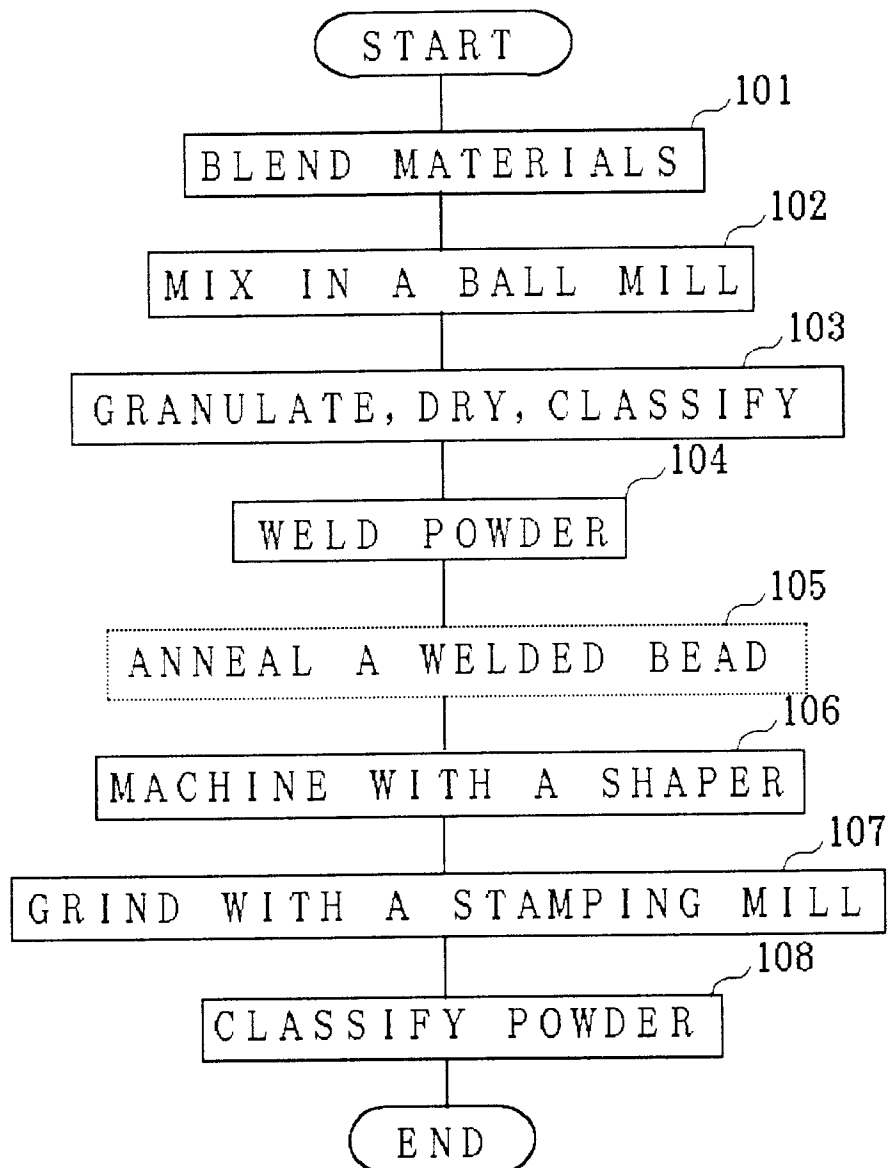 START
101
BLEND MATERIALS
102
MIX IN A BALL MILL
103
GRANULATE, DRY, CLASSIFY
104
WELD POWDER
105
ANNEAL A WELDED BEAD
106
MACHINE WITH A SHAPER
107
GRIND WITH A STAMPING MILL
108
CLASSIFY POWDER
END